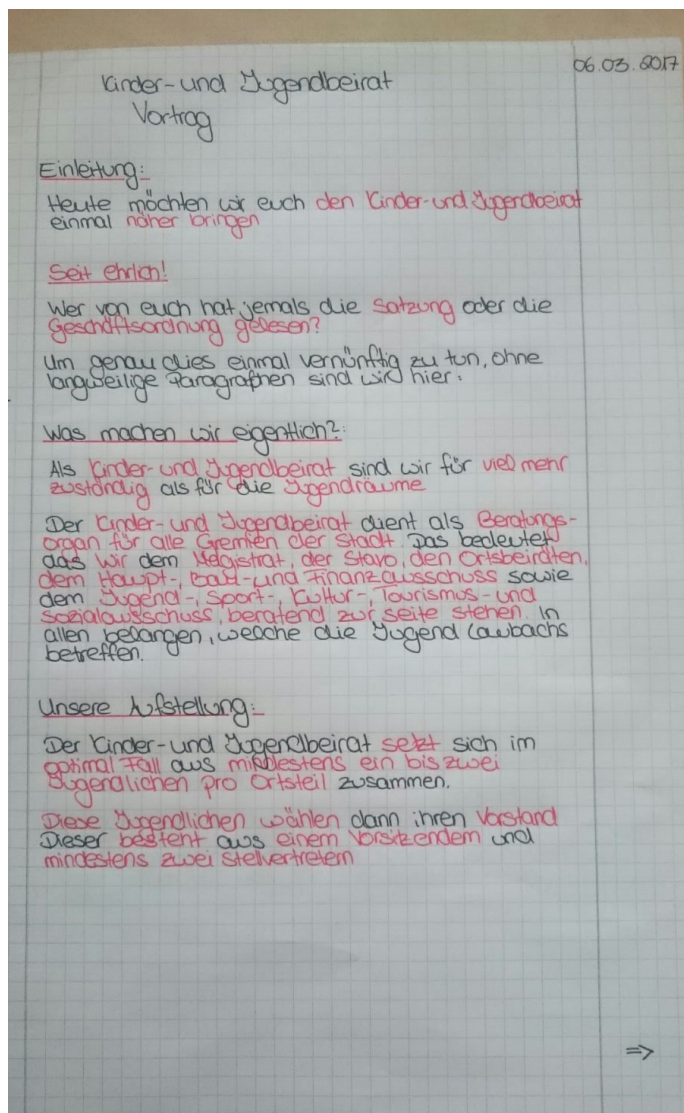 06.03.2017
Kinder- und Jugendbeirat
Vortrag
Einleitung:
Heute möchten wir euch den Kinder- und Jugendbeirat
einmal näher bringen
Seit ehrlich!
Wer von euch hat jemals die Satzung oder die
Geschäftsordnung gelesen?
Um genau dies einmal vernünftig zu tun, ohne
langweilige Paragraphen sind wir hier.
Was machen wir eigentlich?:
Als Kinder- und Jugendbeirat sind wir für viel mehr
zuständig als für die Jugendräume
Der Kinder- und Jugendbeirat dient als Beratungs-
organ für alle Gremien der Stadt. Das bedeutet
das wir dem Magistrat, der Stavo, den Ortsbeiräten,
dem Haupt-, Bau- und Finanzausschuss sowie
dem Jugend-, Sport-, Kultur-, Tourismus- und
Sozialausschuss, beratend zur seite stehen. In
allen belangen, welche die Jugend Laubachs
betreffen.
Unsere Aufstellung:
Der Kinder- und Jugendbeirat setzt sich im
optimal Fall aus mindestens ein bis zwei
Jugendlichen pro Ortsteil zusammen.
Diese Jugendlichen wählen dann ihren Vorstand
Dieser besteht aus einem Vorsitzendem und
mindestens zwei Stellvertretern
=>